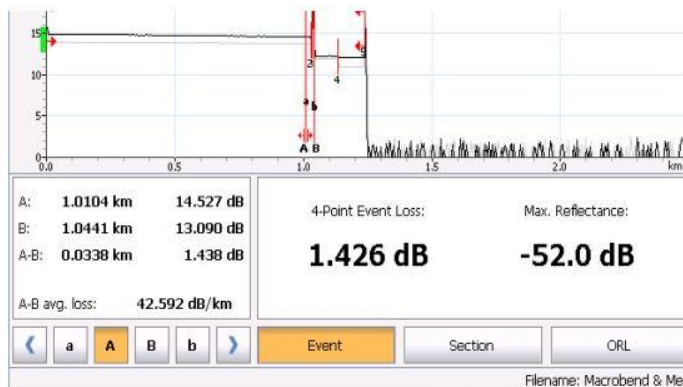 15
10
5
0
2
4
5
a
b
A B
0.0
0.5
1.0
1.5
2.0
km
A: 1.0104 km 14.527 dB
B: 1.0441 km 13.090 dB
A-B: 0.0338 km 1.438 dB
A-B avg. loss: 42.592 dB/km
4-Point Event Loss: Max. Reflectance:
1.426 dB -52.0 dB
a A B b Event Section ORL
Filename: Macrobend & Me